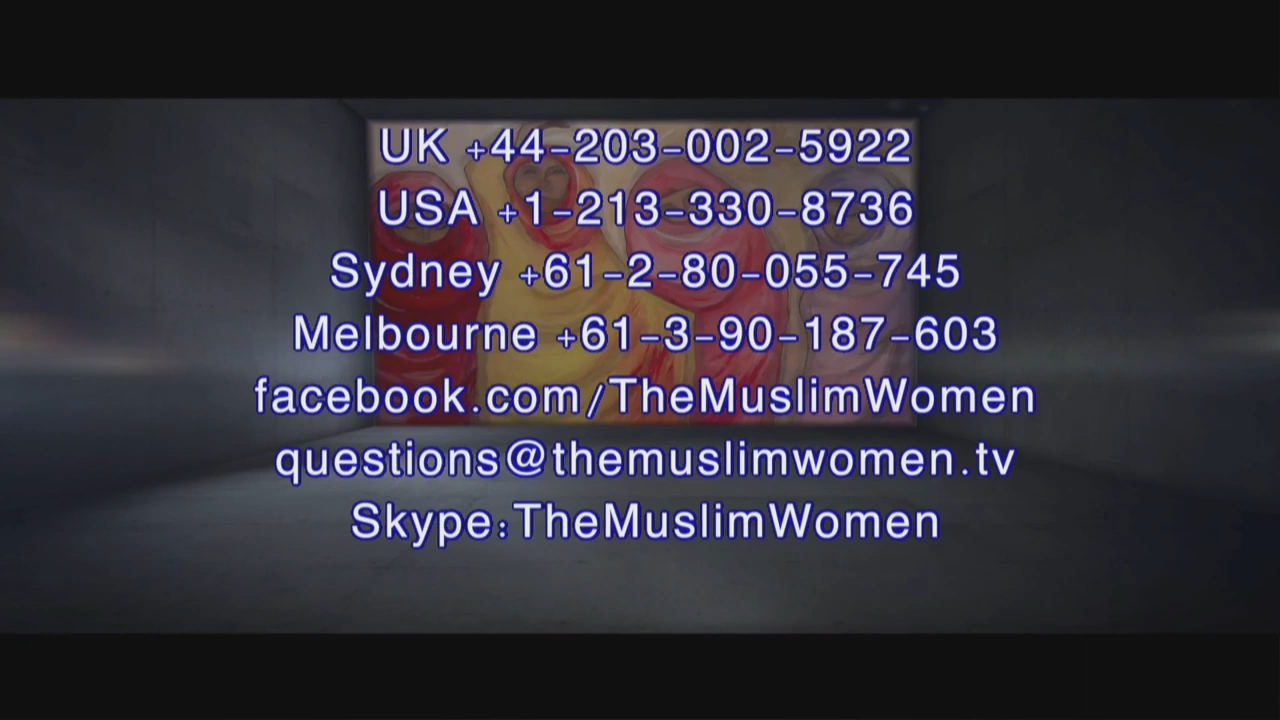 UK +44-203-002-5922
USA +1-213-330-8736
Sydney +61-2-80-055-745
Melbourne +61-3-90-187-603
facebook.com/TheMuslimWomen
questions@themuslimwomen.tv
Skype:TheMuslimWomen